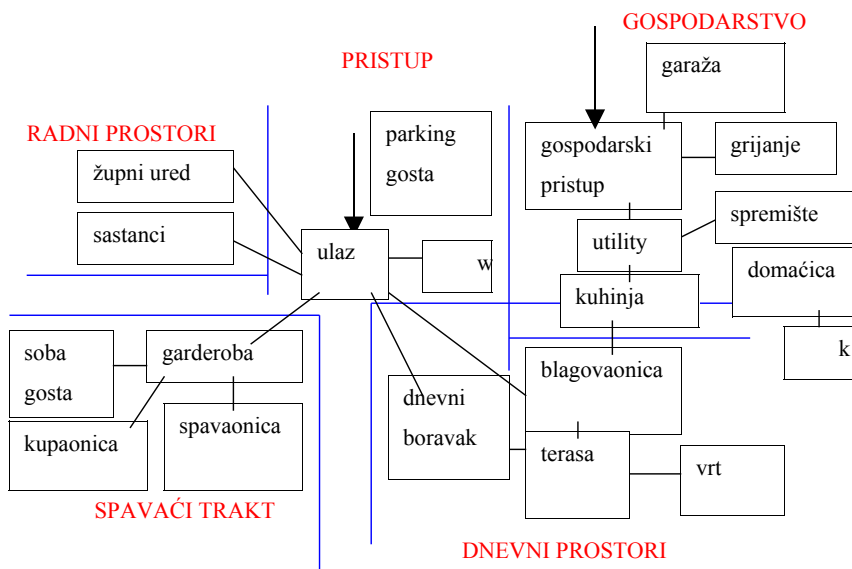 GOSPODARSTVO
PRISTUP
garaža
RADNI PROSTORI
parking
gosta
gospodarski
pristup
grijanje
župni ured
sastanci
ulaz
w
utility
spremište
domaćica
kuhinja
k
soba
gosta
garderoba
blagovaonica
dnevni
boravak
kupaonica
spavaonica
terasa
vrt
SPAVAĆI TRAKT
DNEVNI PROSTORI